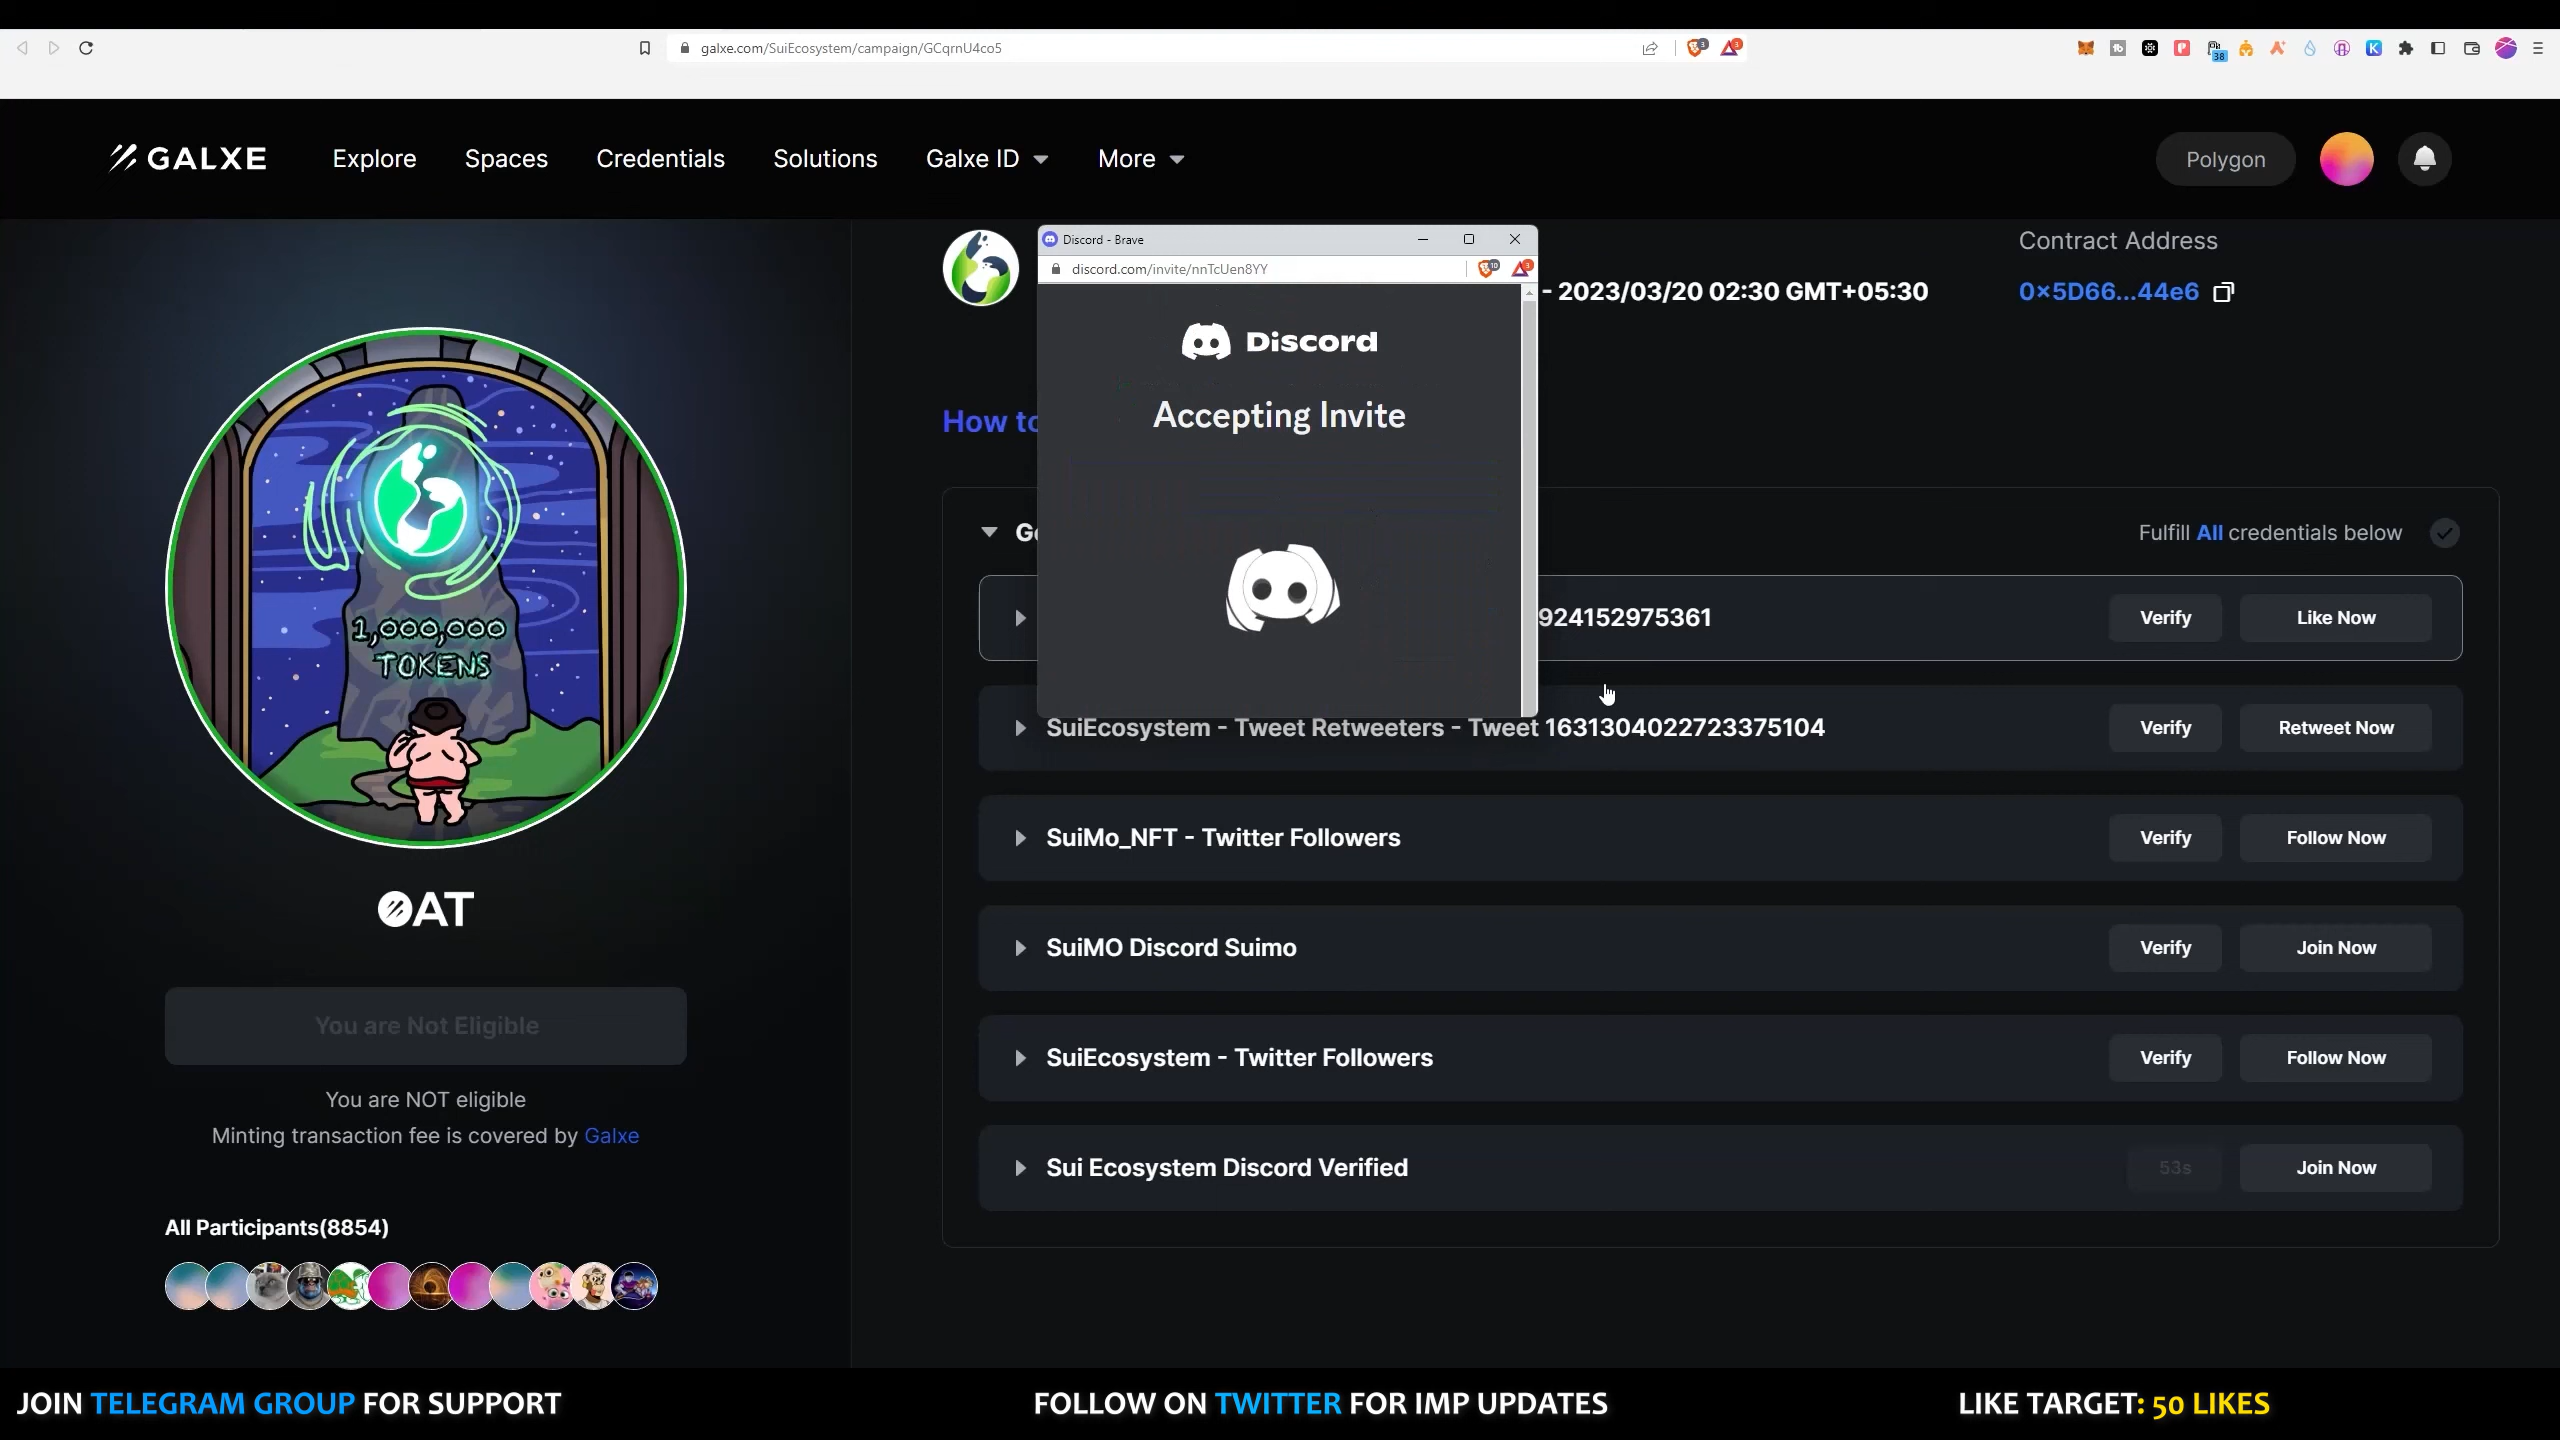 galxe.com/SuiEcosystem/campaign/GCqrnU4co5
38
GALXE
Explore
Spaces
Credentials
Solutions
Galxe ID
More
Polygon
Discord - Brave
discord.com/invite/nnTcUen8YY
Discord
Accepting Invite
- 2023/03/20 02:30 GMT+05:30
Contract Address
0x5D66...44e6
How to
Fulfill All credentials below
924152975361
Verify
Like Now
SuiEcosystem - Tweet Retweeters - Tweet 1631304022723375104
Verify
Retweet Now
SuiMo_NFT - Twitter Followers
Verify
Follow Now
SuiMO Discord Suimo
Verify
Join Now
SuiEcosystem - Twitter Followers
Verify
Follow Now
Sui Ecosystem Discord Verified
53s
Join Now
1,000,000
TOKENS
OAT
You are Not Eligible
You are NOT eligible
Minting transaction fee is covered by Galxe
All Participants(8854)
JOIN TELEGRAM GROUP FOR SUPPORT
FOLLOW ON TWITTER FOR IMP UPDATES
LIKE TARGET: 50 LIKES